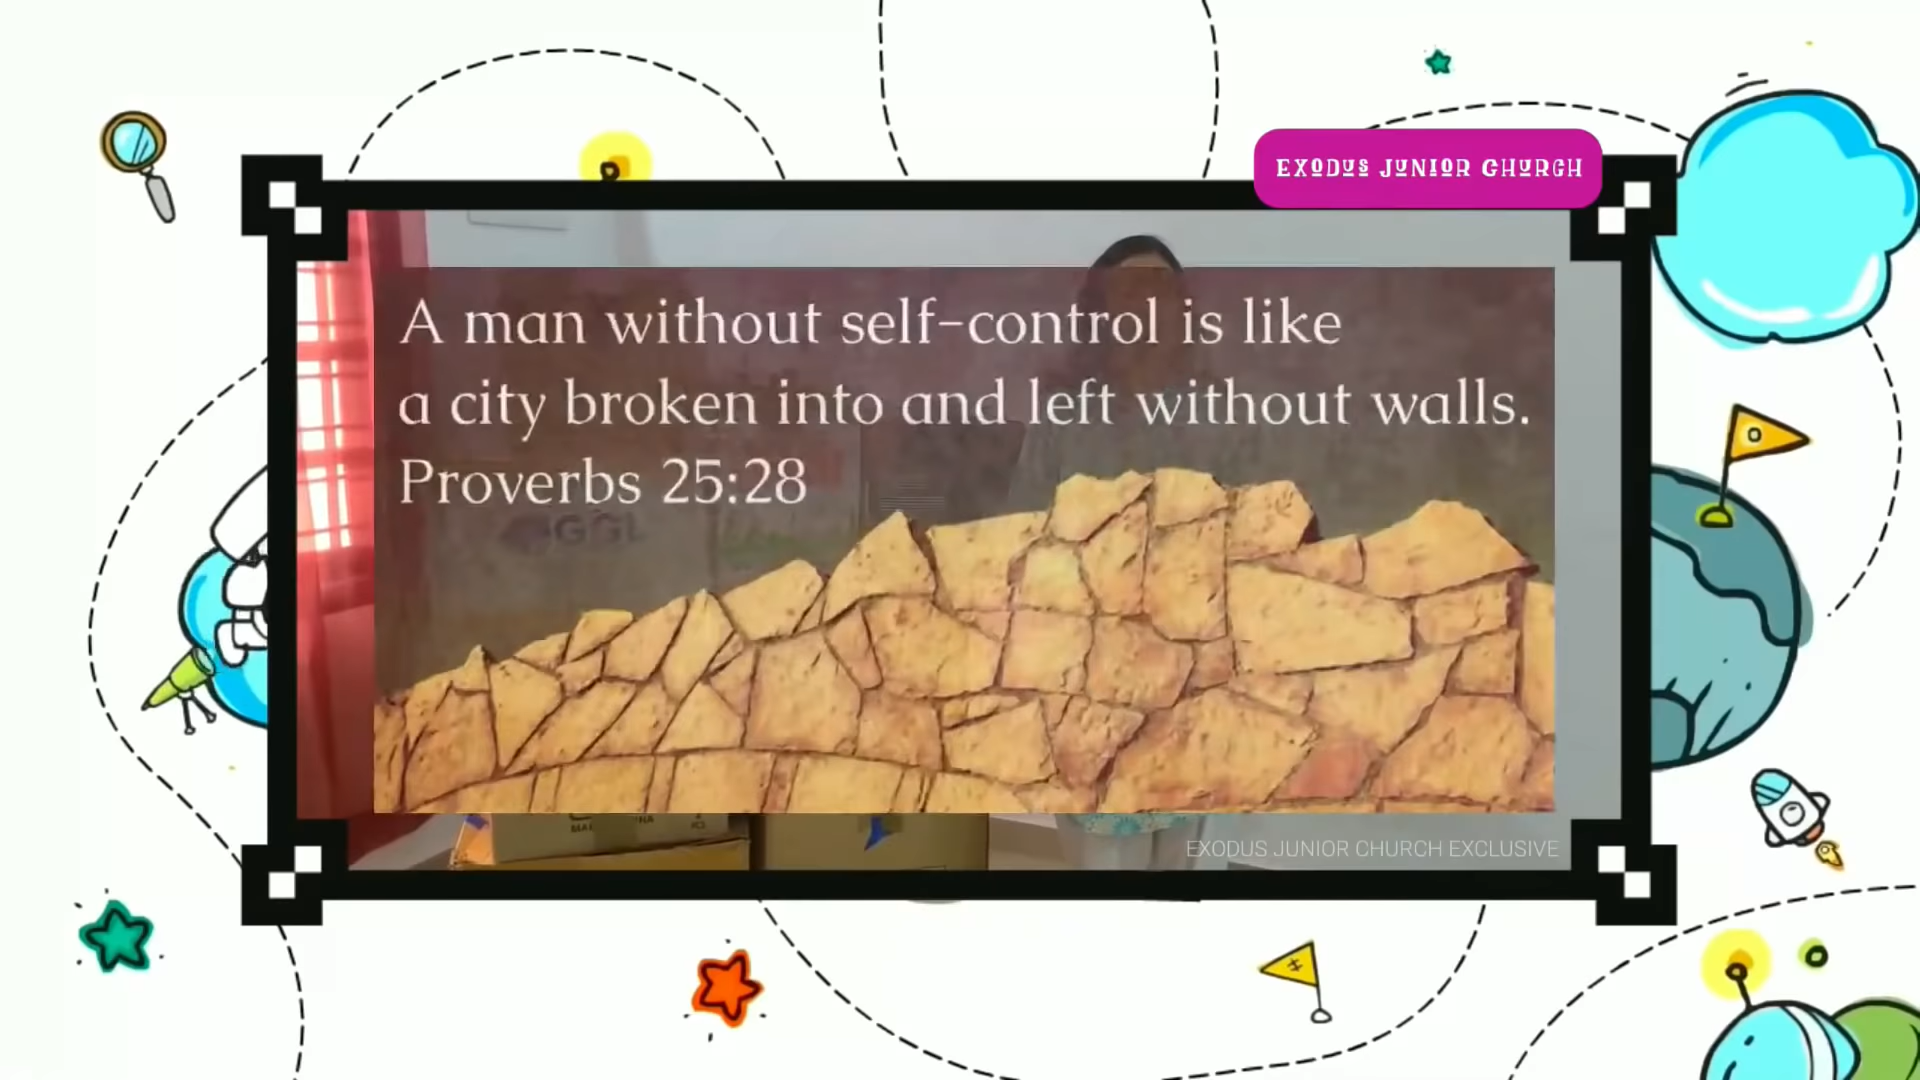 EXODUS JUNIOR CHURCH
A man without self-control is like
a city broken into and left without walls.
Proverbs 25:28
GGL
EXODUS JUNIOR CHURCH EXCLUSIVE